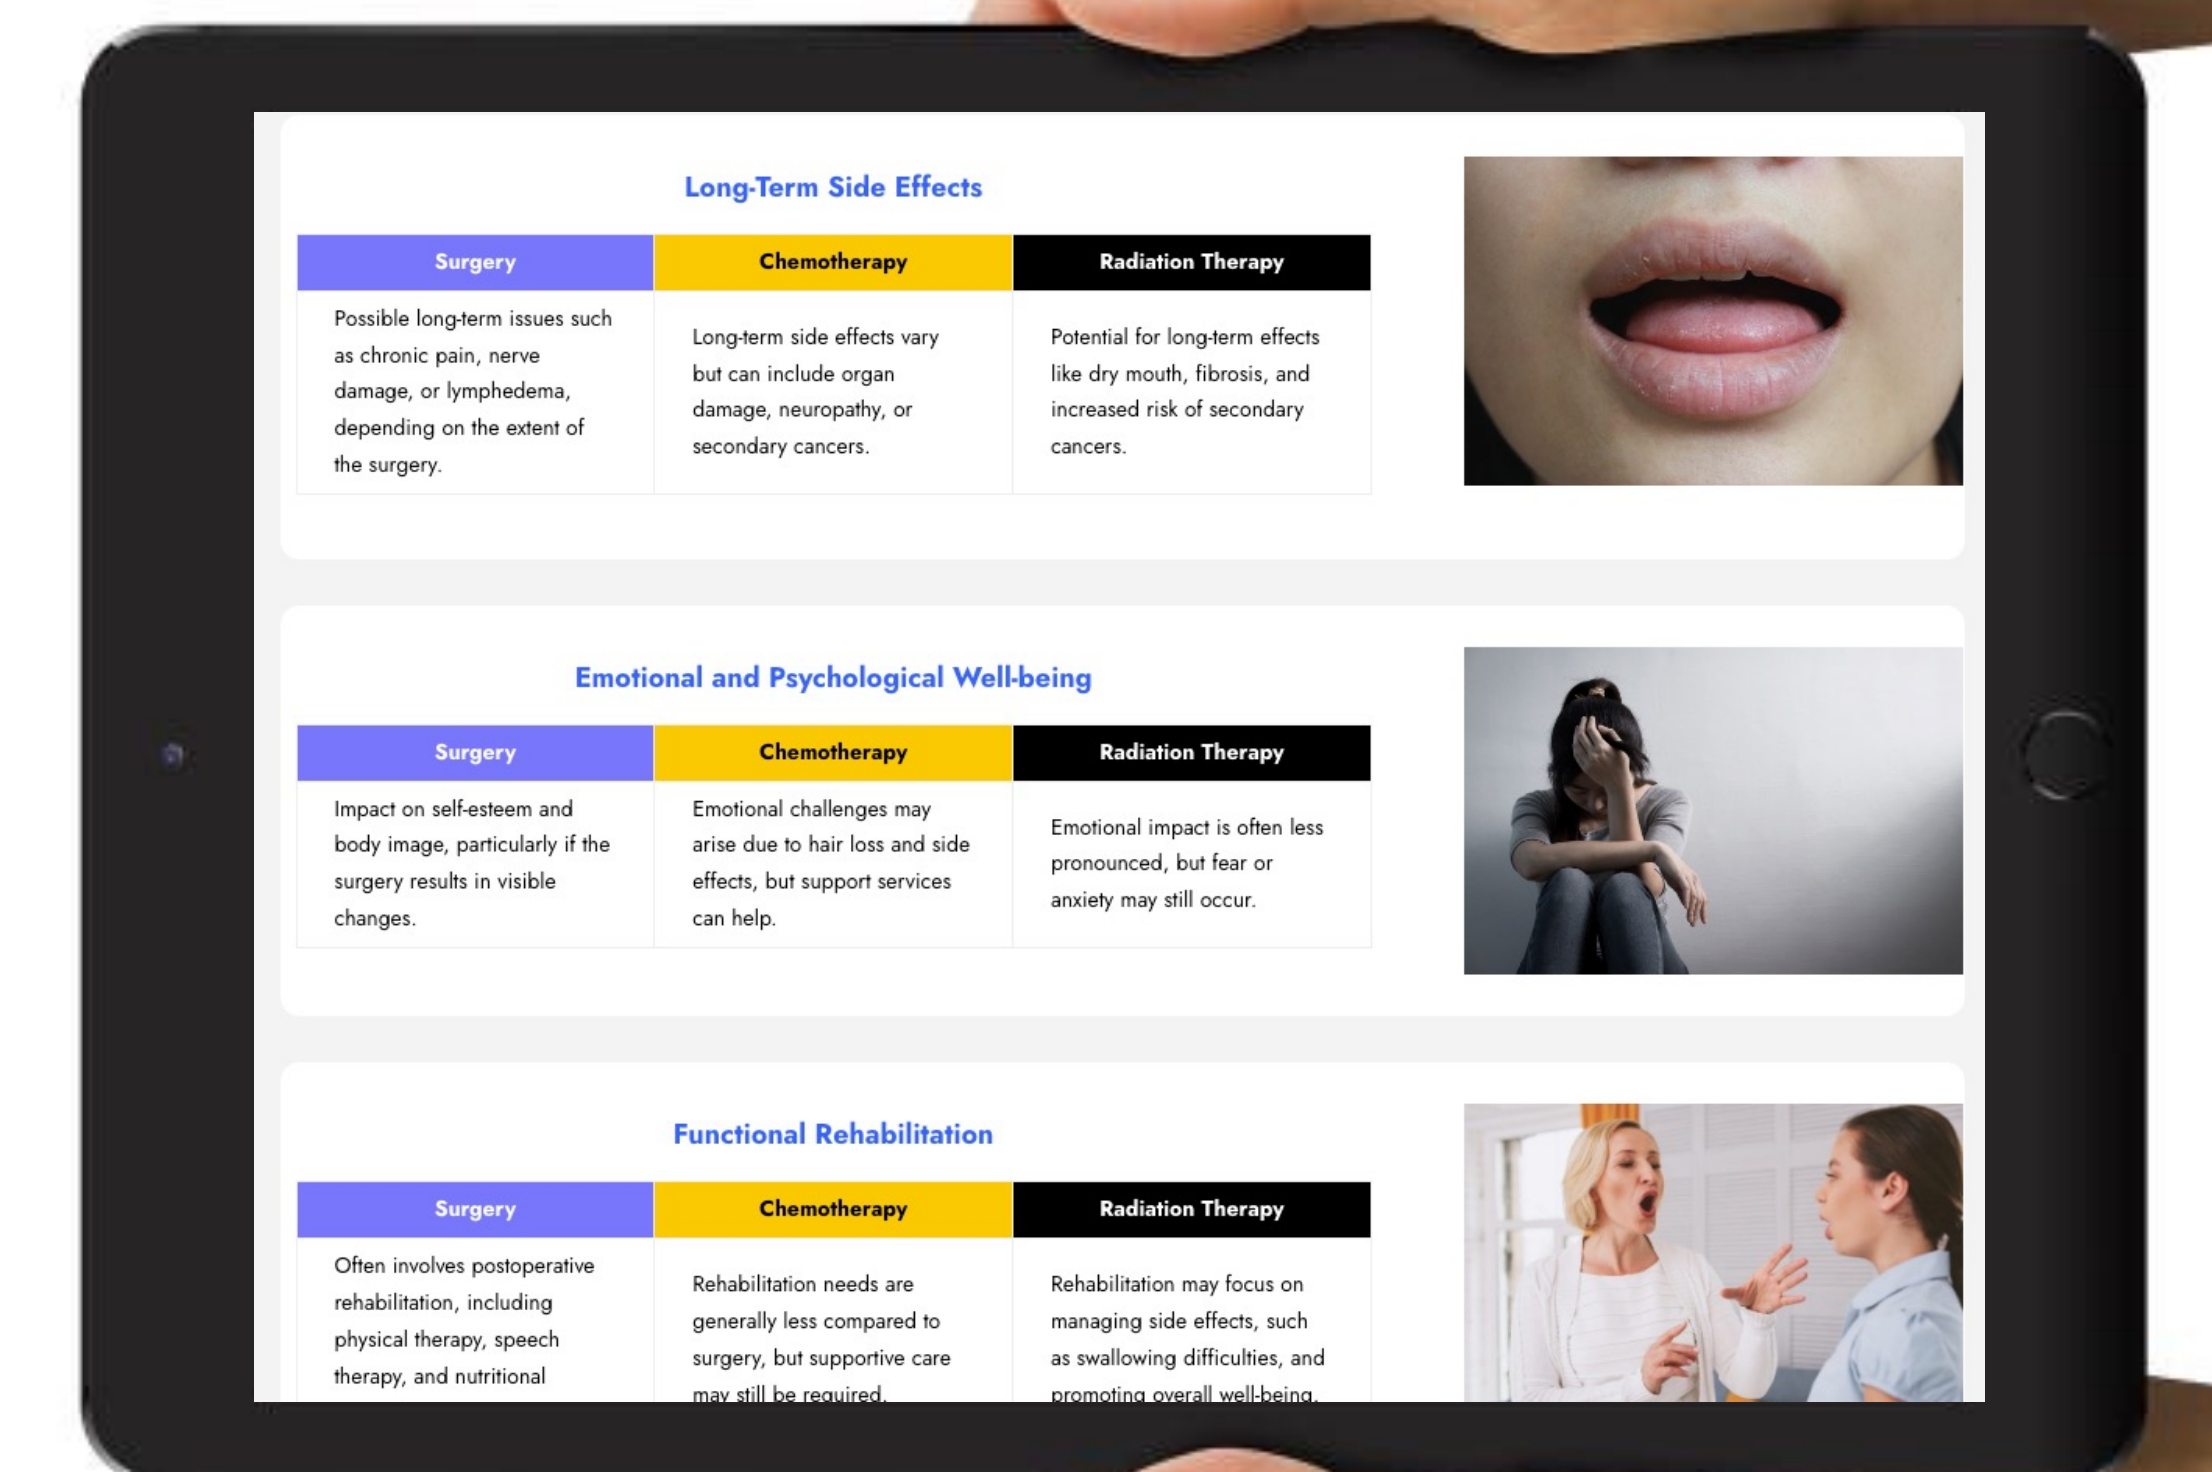 Long-Term Side Effects
Surgery
Chemotherapy
Radiation Therapy
Possible long-term issues such
as chronic pain, nerve
damage, or lymphedema,
depending on the extent of
the surgery.
Long-term side effects vary
but can include organ
damage, neuropathy, or
secondary cancers.
Potential for long-term effects
like dry mouth, fibrosis, and
increased risk of secondary
cancers.
Emotional and Psychological Well-being
Surgery
Chemotherapy
Radiation Therapy
Impact on self-esteem and
body image, particularly if the
surgery results in visible
changes.
Emotional challenges may
arise due to hair loss and side
effects, but support services
can help.
Emotional impact is often less
pronounced, but fear or
anxiety may still occur.
Functional Rehabilitation
Surgery
Chemotherapy
Radiation Therapy
Often involves postoperative
rehabilitation, including
physical therapy, speech
therapy, and nutritional
Rehabilitation needs are
generally less compared to
surgery, but supportive care
may still be required.
Rehabilitation may focus on
managing side effects, such
as swallowing difficulties, and
promoting overall well-being.